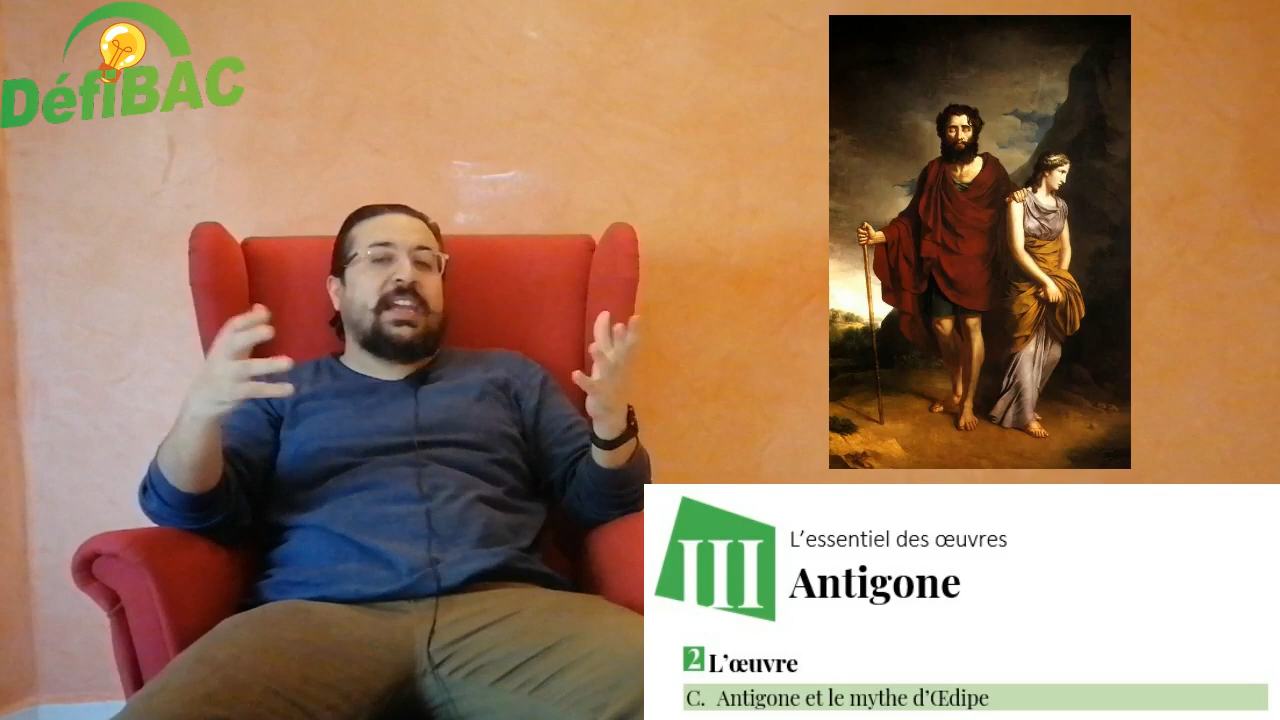 DéfiBAC
III
L'essentiel des œuvres
Antigone
2 L'œuvre
C. Antigone et le mythe d'Œdipe